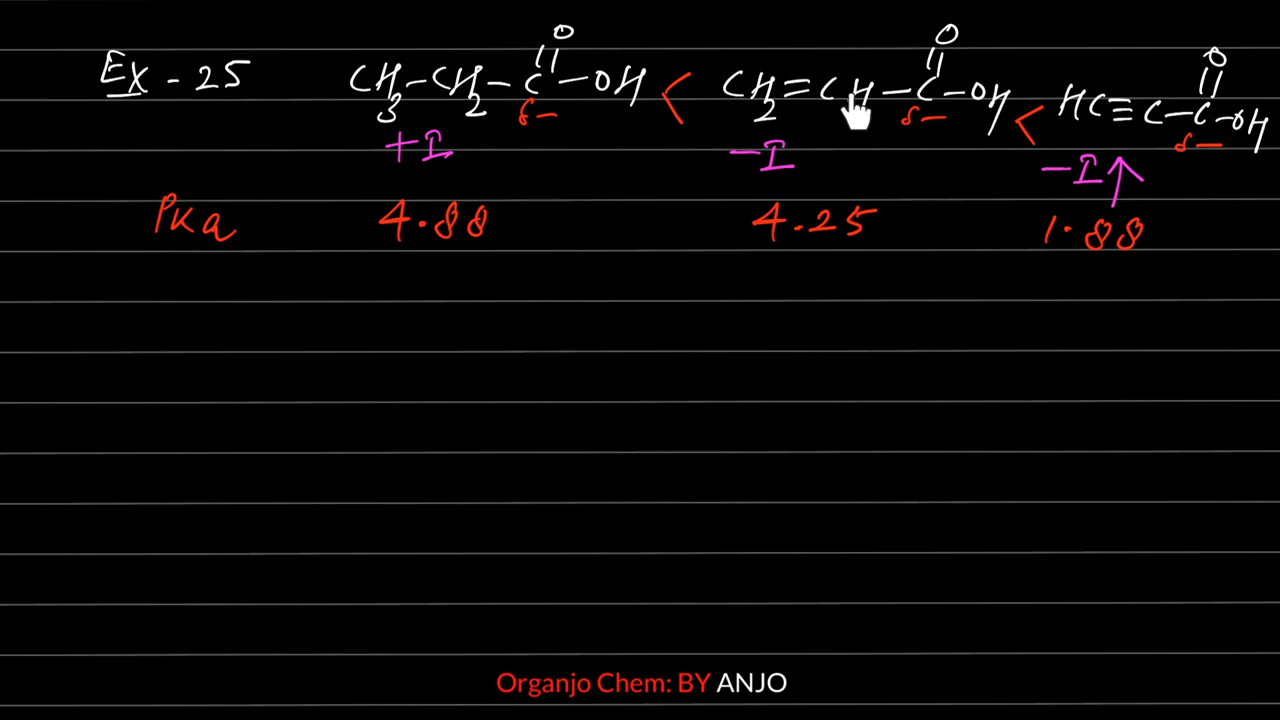 Ex - 25 CH3-CH2-C(=O)-OH < CH2=CH-C(=O)-OH < HC≡C-C(=O)-OH
δ- δ- δ-
+I -I -I↑
PKa 4.88 4.25 1.88
Organjo Chem: BY ANJO